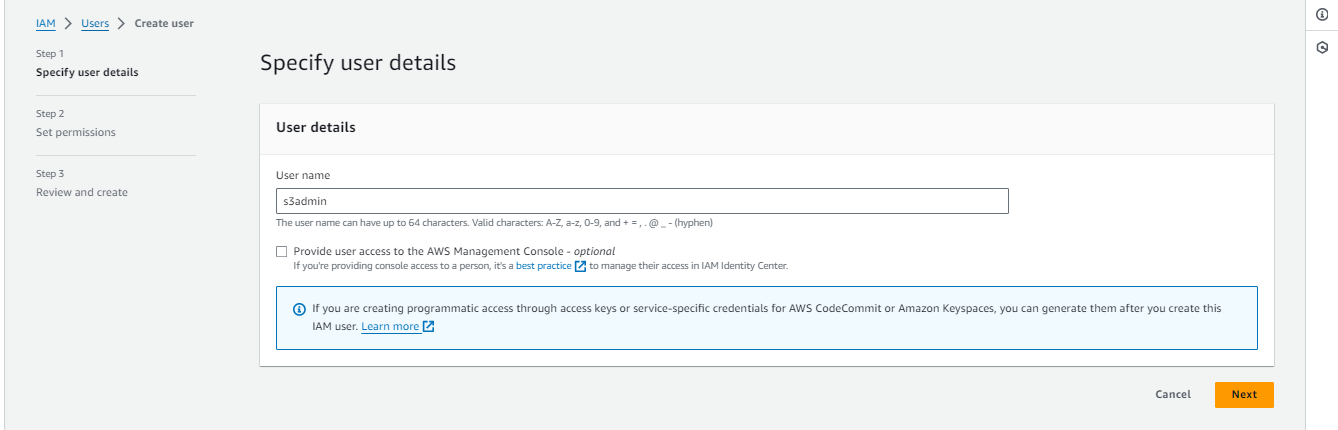 IAM > Users > Create user
Step 1
Specify user details
Step 2
Set permissions
Step 3
Review and create
Specify user details
User details
User name
s3admin
The user name can have up to 64 characters. Valid characters: A-Z, a-z, 0-9, and + = , . @ _ - (hyphen)
Provide user access to the AWS Management Console - optional
If you're providing console access to a person, it's a best practice to manage their access in IAM Identity Center.
If you are creating programmatic access through access keys or service-specific credentials for AWS CodeCommit or Amazon Keyspaces, you can generate them after you create this
IAM user. Learn more
Cancel
Next